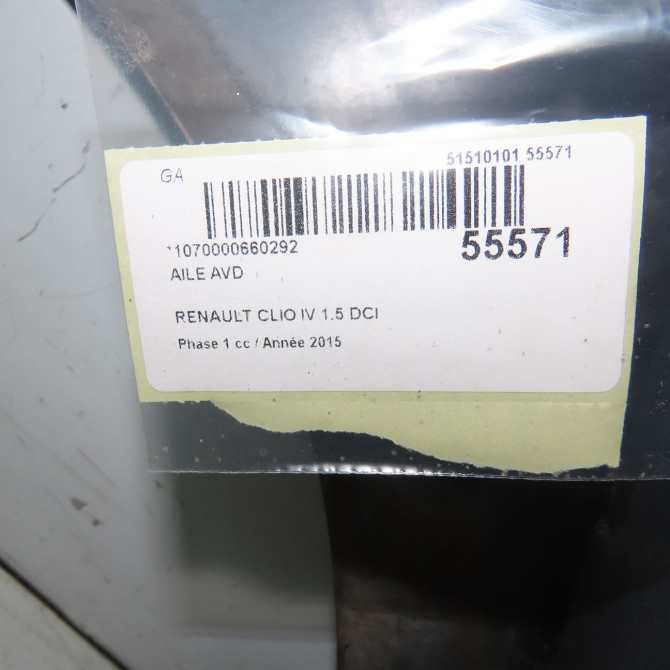 51510101 55571
GA
*1070000660292
55571
AILE AVD
RENAULT CLIO IV 1.5 DCI
Phase 1 cc / Année 2015